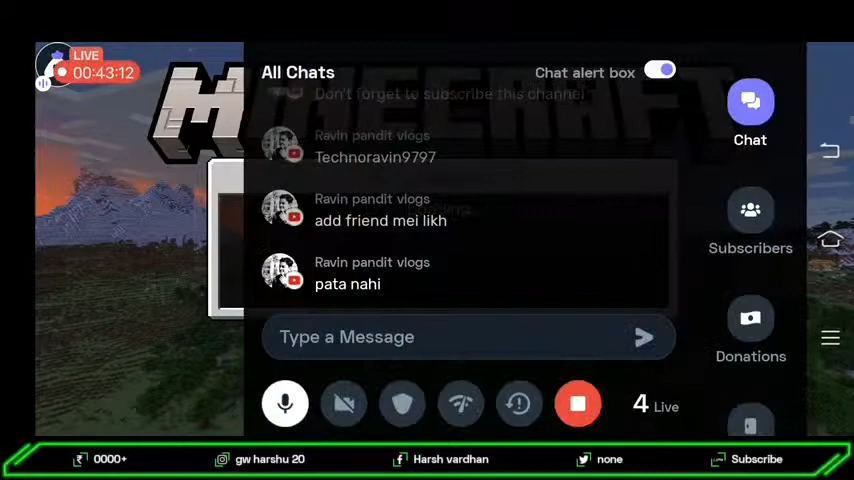 LIVE
00:43:12
MINECRAFT
All Chats
Chat alert box
Don't forget to subscribe this channel
Ravin pandit vlogs
Technoravin9797
Ravin pandit vlogs
add friend mei likh
Ravin pandit vlogs
pata nahi
Type a Message
4 Live
Chat
Subscribers
Donations
0000+
gw harshu 20
Harsh vardhan
none
Subscribe